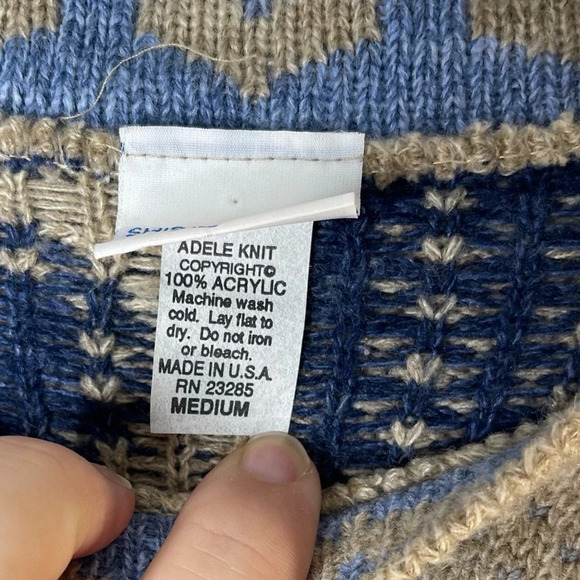 ADELE KNIT
COPYRIGHT©
100% ACRYLIC
Machine wash
cold. Lay flat to
dry. Do not iron
or bleach.
MADE IN U.S.A.
RN 23285
MEDIUM